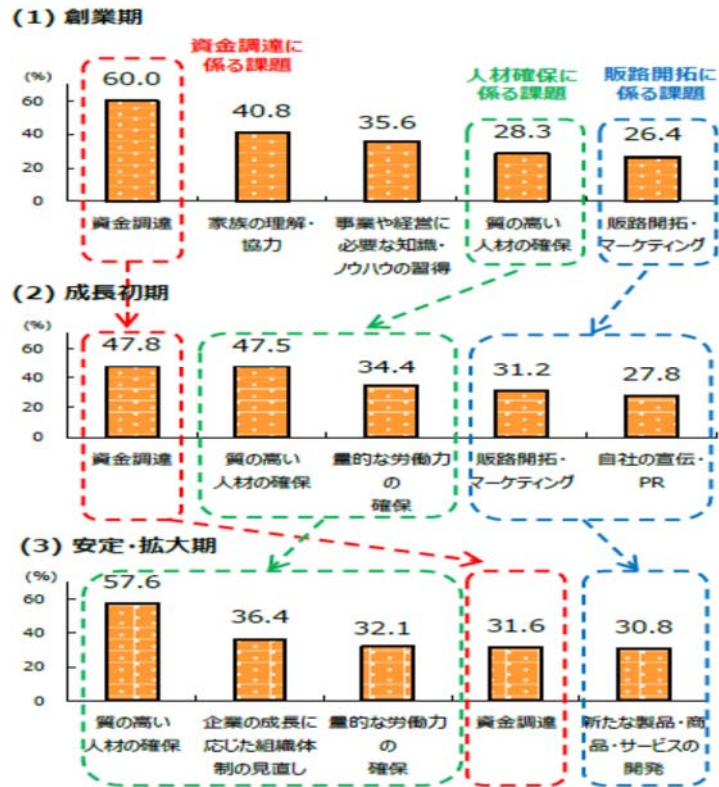 (1) 創業期
資金調達に
係る課題
人材確保に
係る課題
販路開拓に
係る課題
(%)
60.0
40.8
35.6
28.3
26.4
60
40
20
0
資金調達
家族の理解・
協力
事業や経営に
必要な知識・
ノウハウの習得
質の高い
人材の確保
販路開拓・
マーケティング
(2) 成長初期
(%)
47.8
47.5
34.4
31.2
27.8
60
40
20
0
資金調達
質の高い
人材の確保
量的な労働力
の
確保
販路開拓・
マーケティング
自社の宣伝・
PR
(3) 安定・拡大期
(%)
57.6
36.4
32.1
31.6
30.8
60
40
20
0
質の高い
人材の確保
企業の成長に
応じた組織体
制の見直し
量的な労働力
の
確保
資金調達
新たな製品・商
品・サービスの
開発